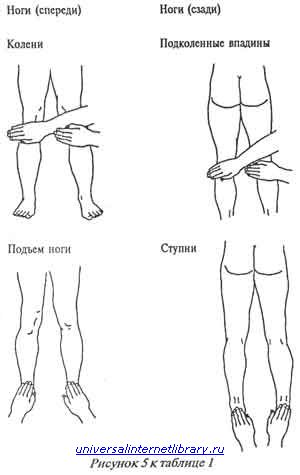 Ноги (спереди)
Ноги (сзади)
Колени
Подколенные впадины
Подъем ноги
Ступни
universalinternetlibrary.ru
Рисунок 5 к таблице 1